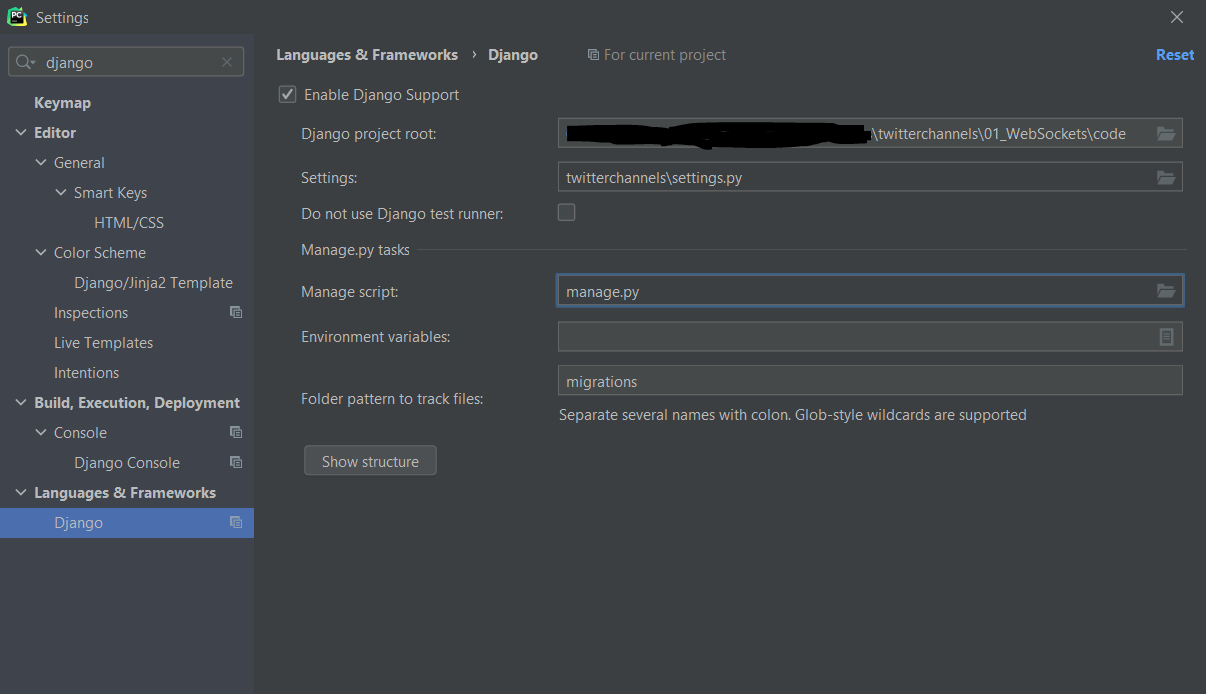 PC
Settings
django
Keymap
Editor
General
Smart Keys
HTML/CSS
Color Scheme
Django/Jinja2 Template
Inspections
Live Templates
Intentions
Build, Execution, Deployment
Console
Django Console
Languages & Frameworks
Django
Languages & Frameworks › Django For current project Reset
Enable Django Support
Django project root: \twitterchannels\01_WebSockets\code
Settings: twitterchannels\settings.py
Do not use Django test runner:
Manage.py tasks
Manage script: manage.py
Environment variables:
Folder pattern to track files: migrations
Separate several names with colon. Glob-style wildcards are supported
Show structure